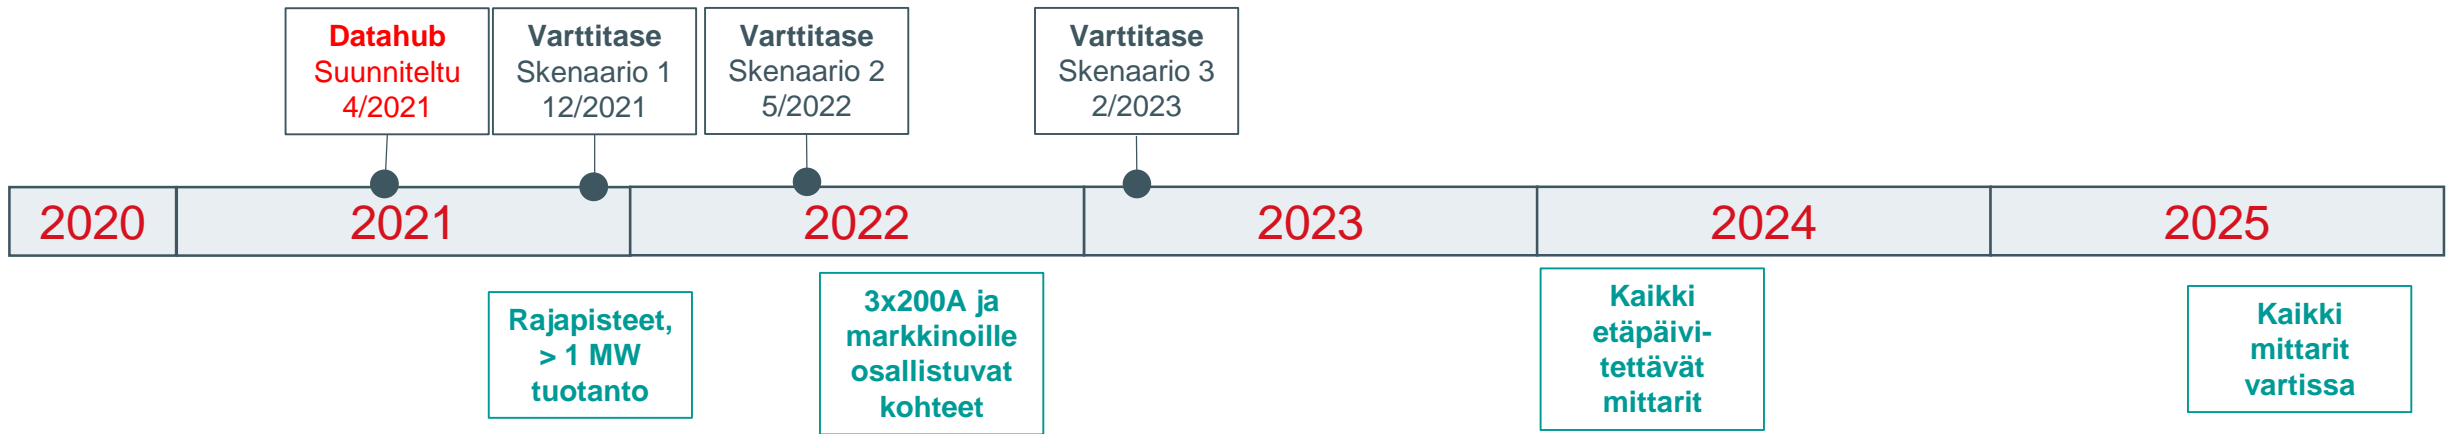 Datahub
Suunniteltu
4/2021
Varttitase
Skenaario 1
12/2021
Varttitase
Skenaario 2
5/2022
Varttitase
Skenaario 3
2/2023
2020
2021
2022
2023
2024
2025
Rajapisteet,
> 1 MW
tuotanto
3x200A ja
markkinoille
osallistuvat
kohteet
Kaikki
etäpäivi-
tettävät
mittarit
Kaikki
mittarit
vartissa